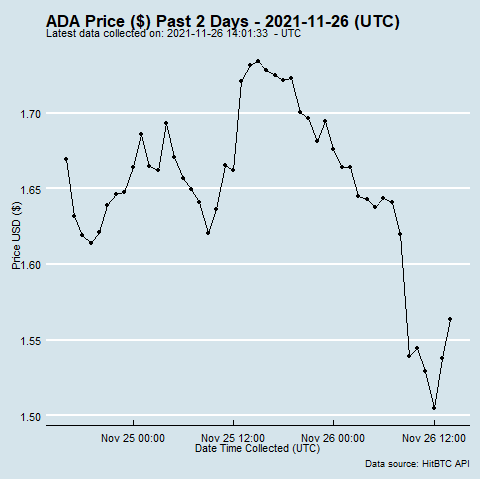 ADA Price ($) Past 2 Days - 2021-11-26 (UTC)
Latest data collected on: 2021-11-26 14:01:33 - UTC
Price USD ($)
1.70
1.65
1.60
1.55
1.50
Nov 25 00:00 Nov 25 12:00 Nov 26 00:00 Nov 26 12:00
Date Time Collected (UTC)
Data source: HitBTC API